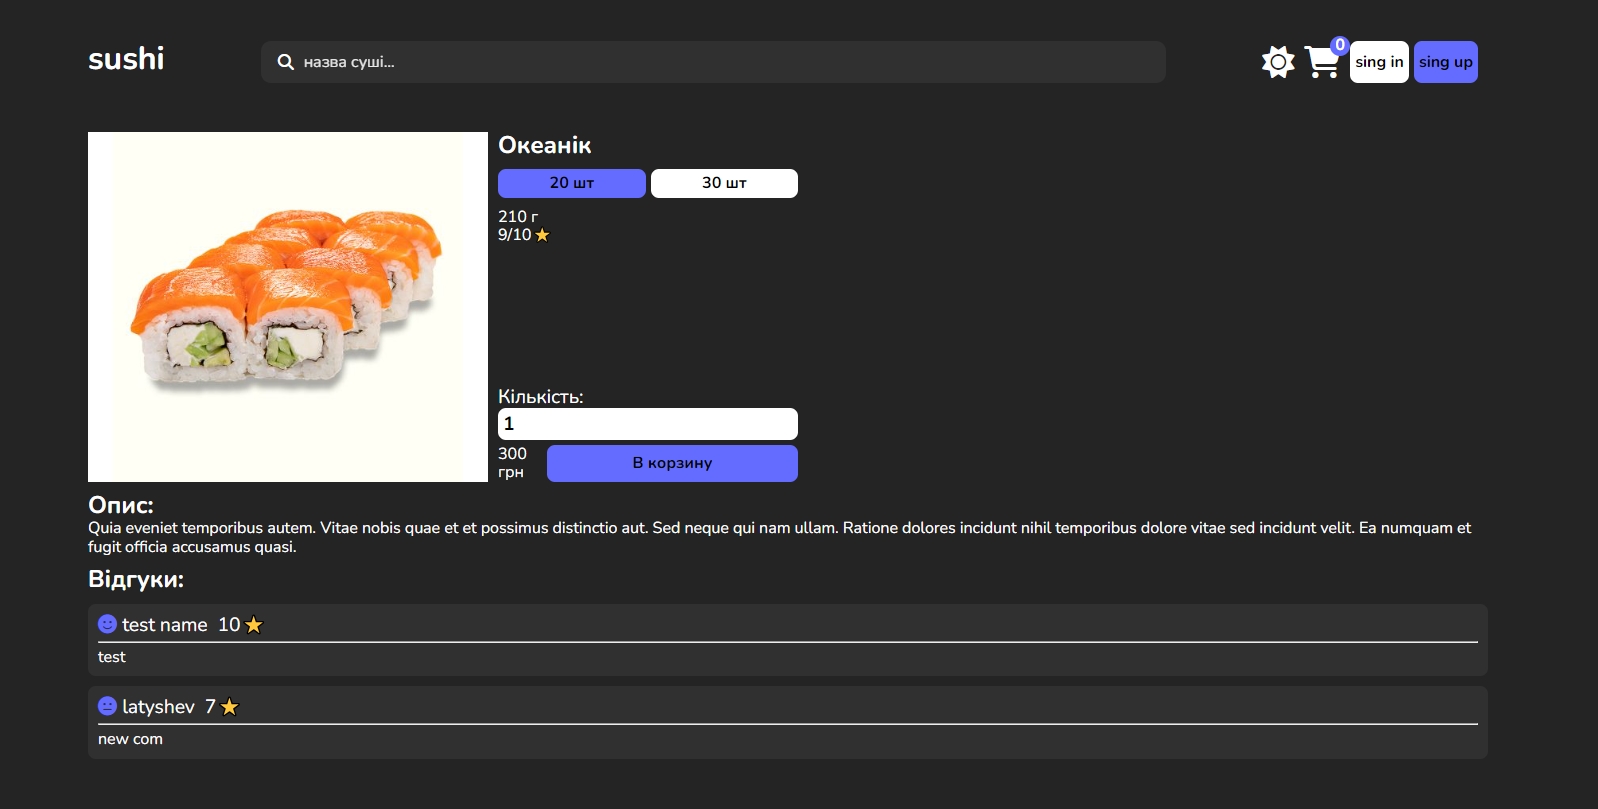 sushi
назва суші...
0
sing in
sing up
Океанік
20 шт
30 шт
210 г
9/10
Кількість:
1
300
грн
В корзину
Опис:
Quia eveniet temporibus autem. Vitae nobis quae et et possimus distinctio aut. Sed neque qui nam ullam. Ratione dolores incidunt nihil temporibus dolore vitae sed incidunt velit. Ea numquam et
fugit officia accusamus quasi.
Відгуки:
test name 10
test
latyshev 7
new com